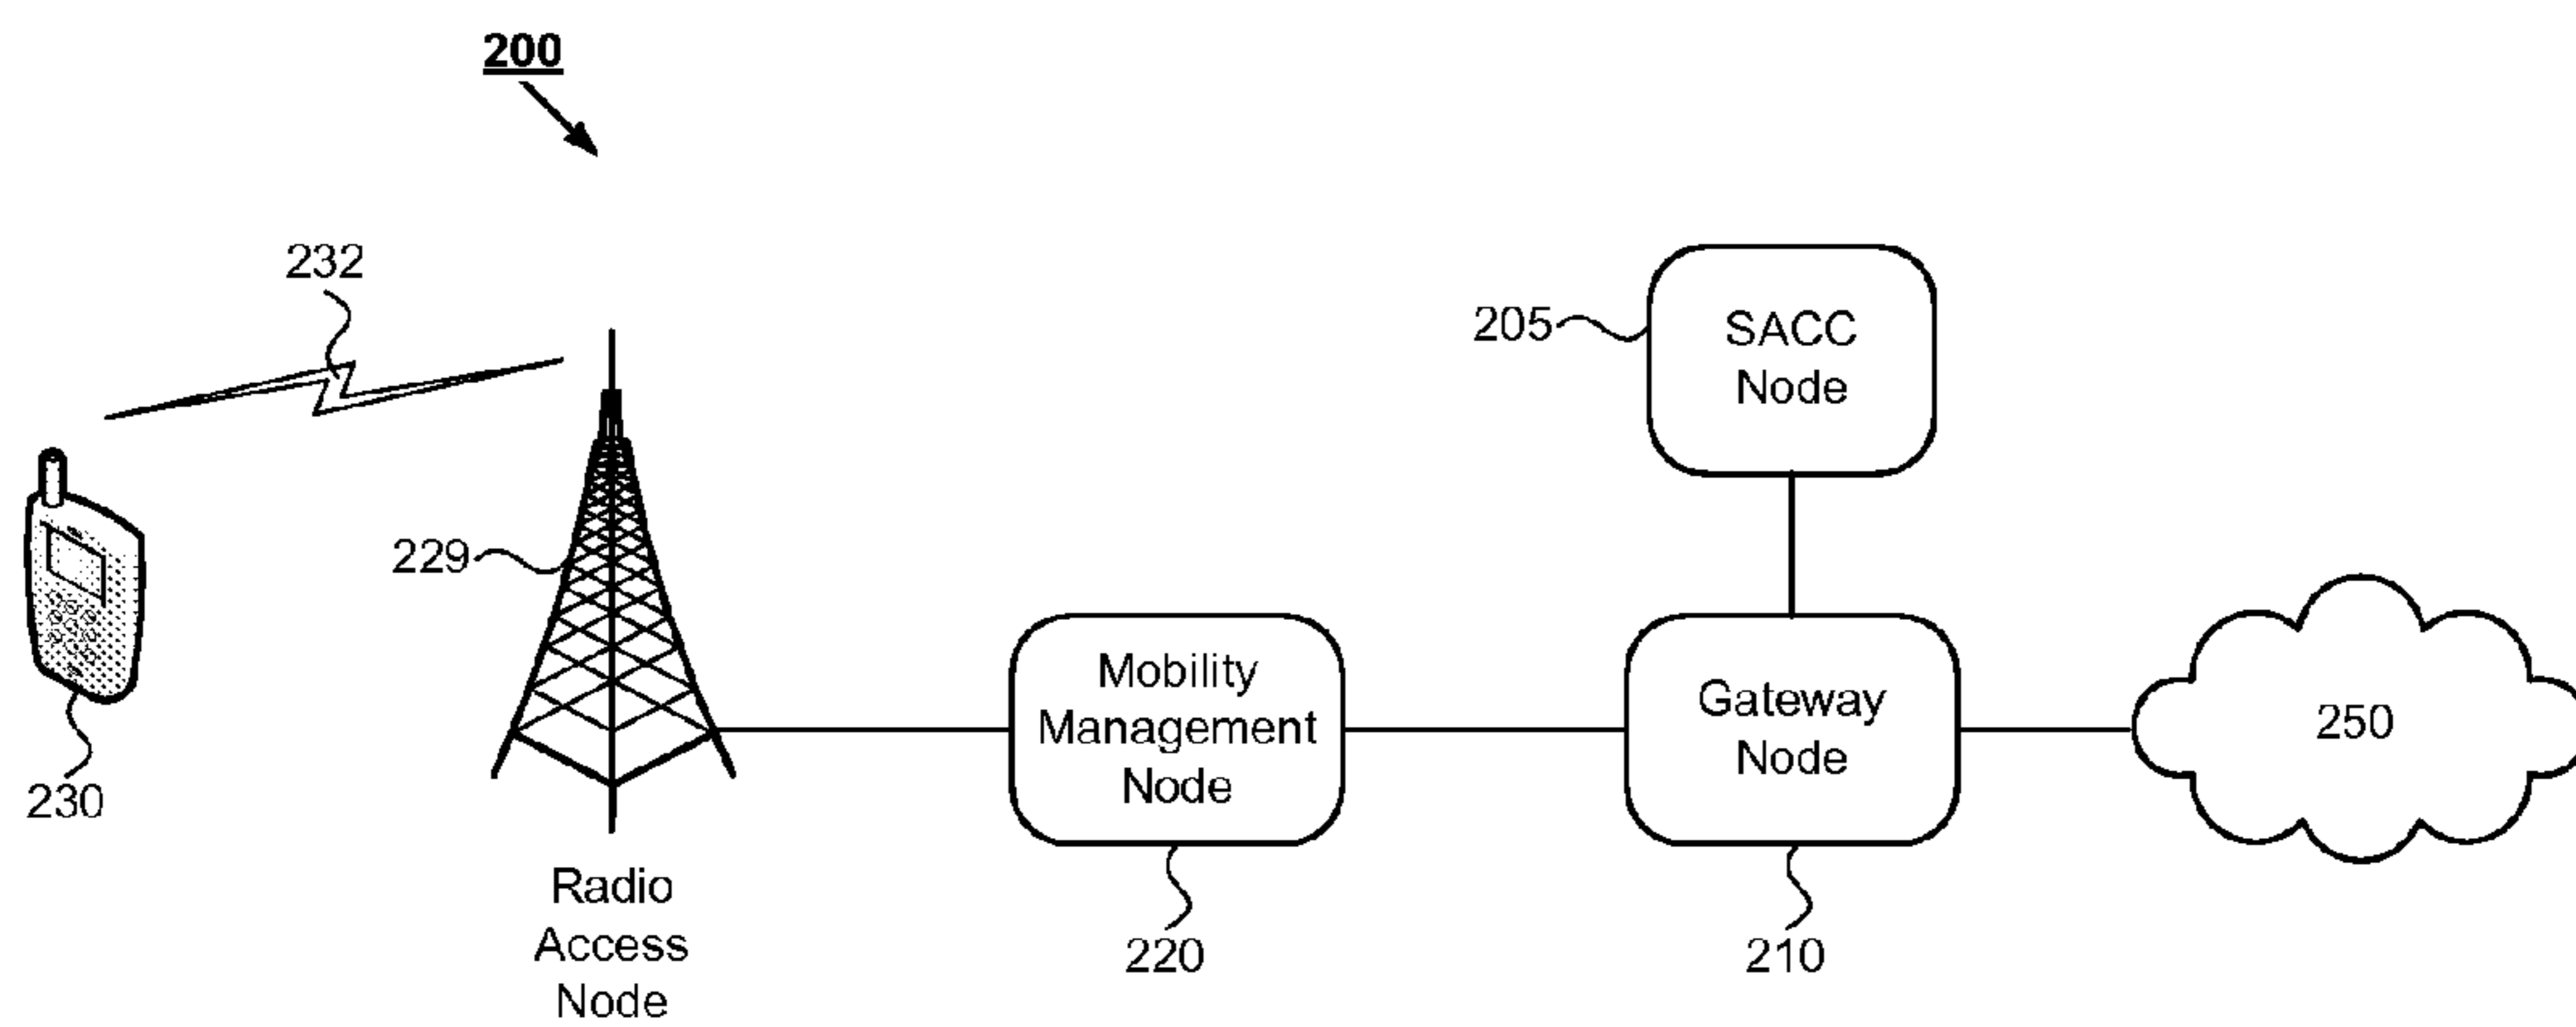 200
232
205
SACC
Node
229
230
Radio
Access
Node
Mobility
Management
Node
220
Gateway
Node
210
250